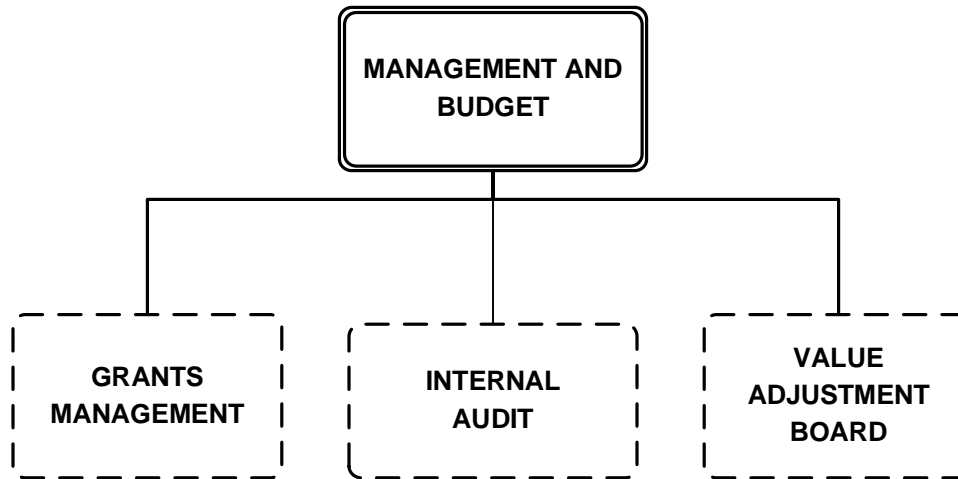 MANAGEMENT AND
BUDGET
GRANTS
MANAGEMENT
INTERNAL
AUDIT
VALUE
ADJUSTMENT
BOARD